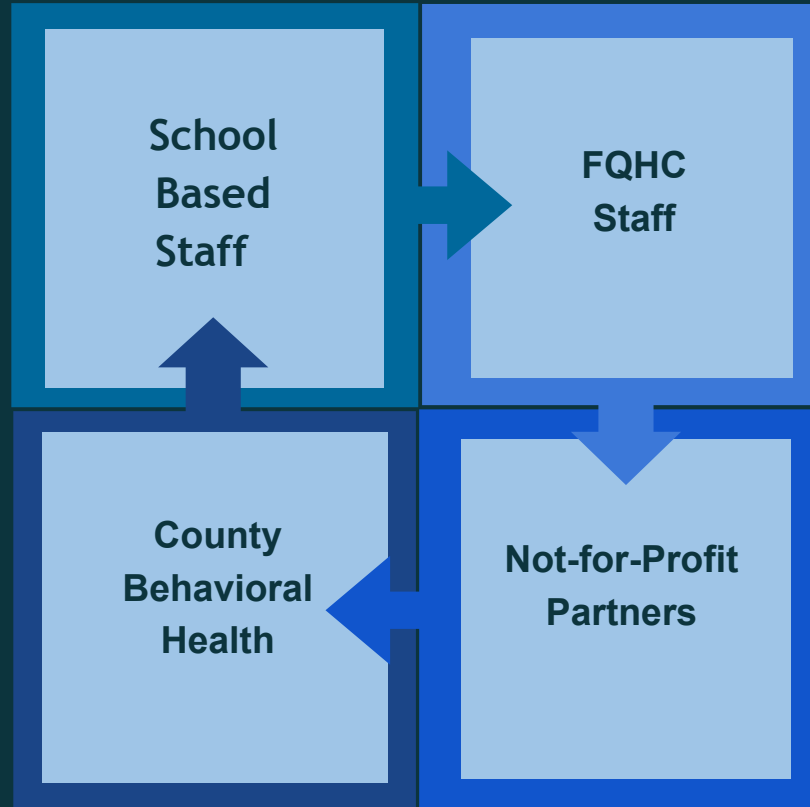 School
Based
Staff
FQHC
Staff
County
Behavioral
Health
Not-for-Profit
Partners